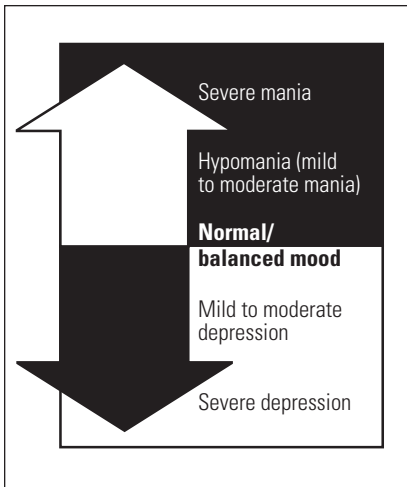 Severe mania
Hypomania (mild
to moderate mania)
Normal/
balanced mood
Mild to moderate
depression
Severe depression